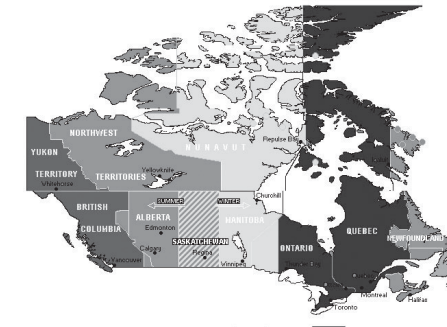 NORTHWEST
NUNAVUT
Repulse Bay
YUKON
TERRITORY
Yellowknife
TERRITORIES
Whitehorse
Churchill
BRITISH
SUMMER
WINTER
ALBERTA
MANITOBA
COLUMBIA
Edmonton
QUEBEC
SASKATCHEWAN
NEWFOUNDLAND
ONTARIO
Calgary
Regina
Vancouver
Winnipeg
Montreal
Halifax
Toronto